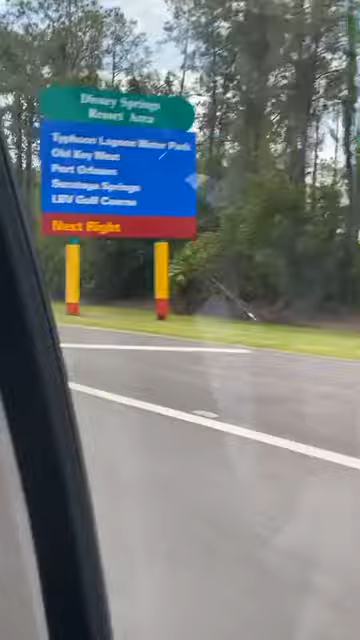 Disney Springs
Resort Area
Typhoon Lagoon Water Park
Old Key West
Port Orleans
Saratoga Springs
LBV Golf Course
Next Right